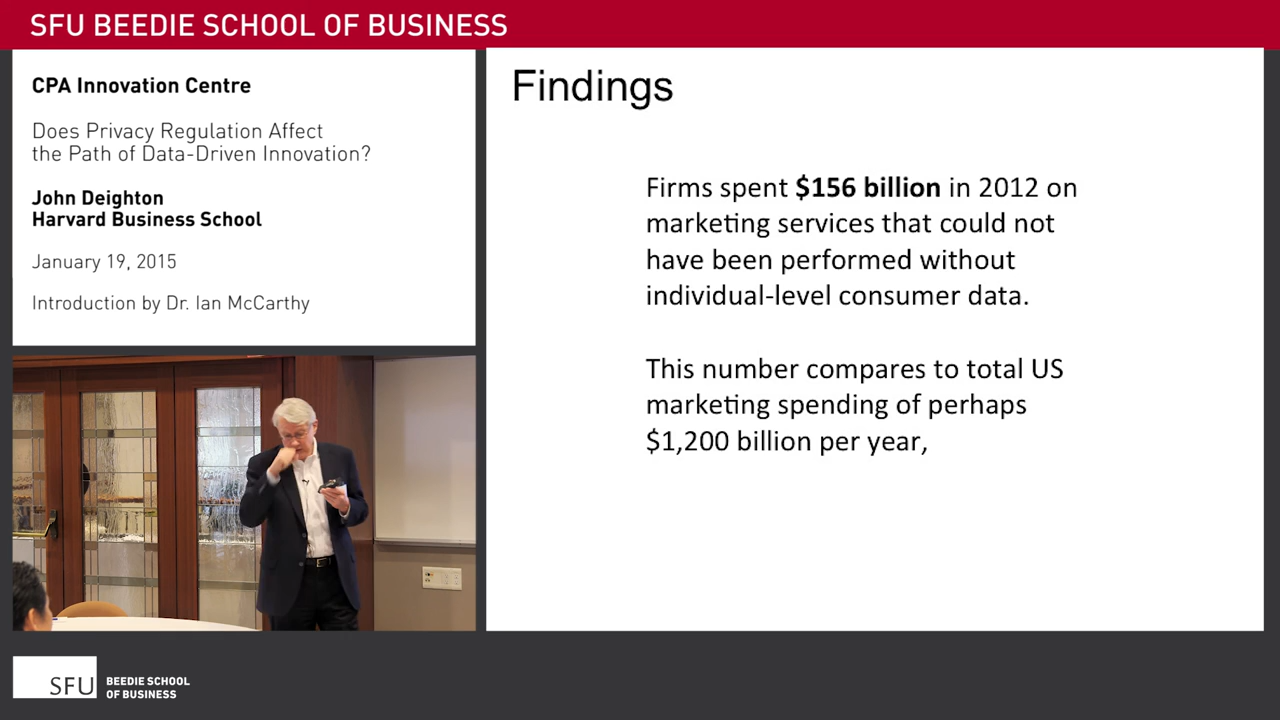 SFU BEEDIE SCHOOL OF BUSINESS
CPA Innovation Centre
Does Privacy Regulation Affect
the Path of Data-Driven Innovation?
John Deighton
Harvard Business School
January 19, 2015
Introduction by Dr. Ian McCarthy
Findings
Firms spent $156 billion in 2012 on
marketing services that could not
have been performed without
individual-level consumer data.
This number compares to total US
marketing spending of perhaps
$1,200 billion per year,
SFU
BEEDIE SCHOOL
OF BUSINESS